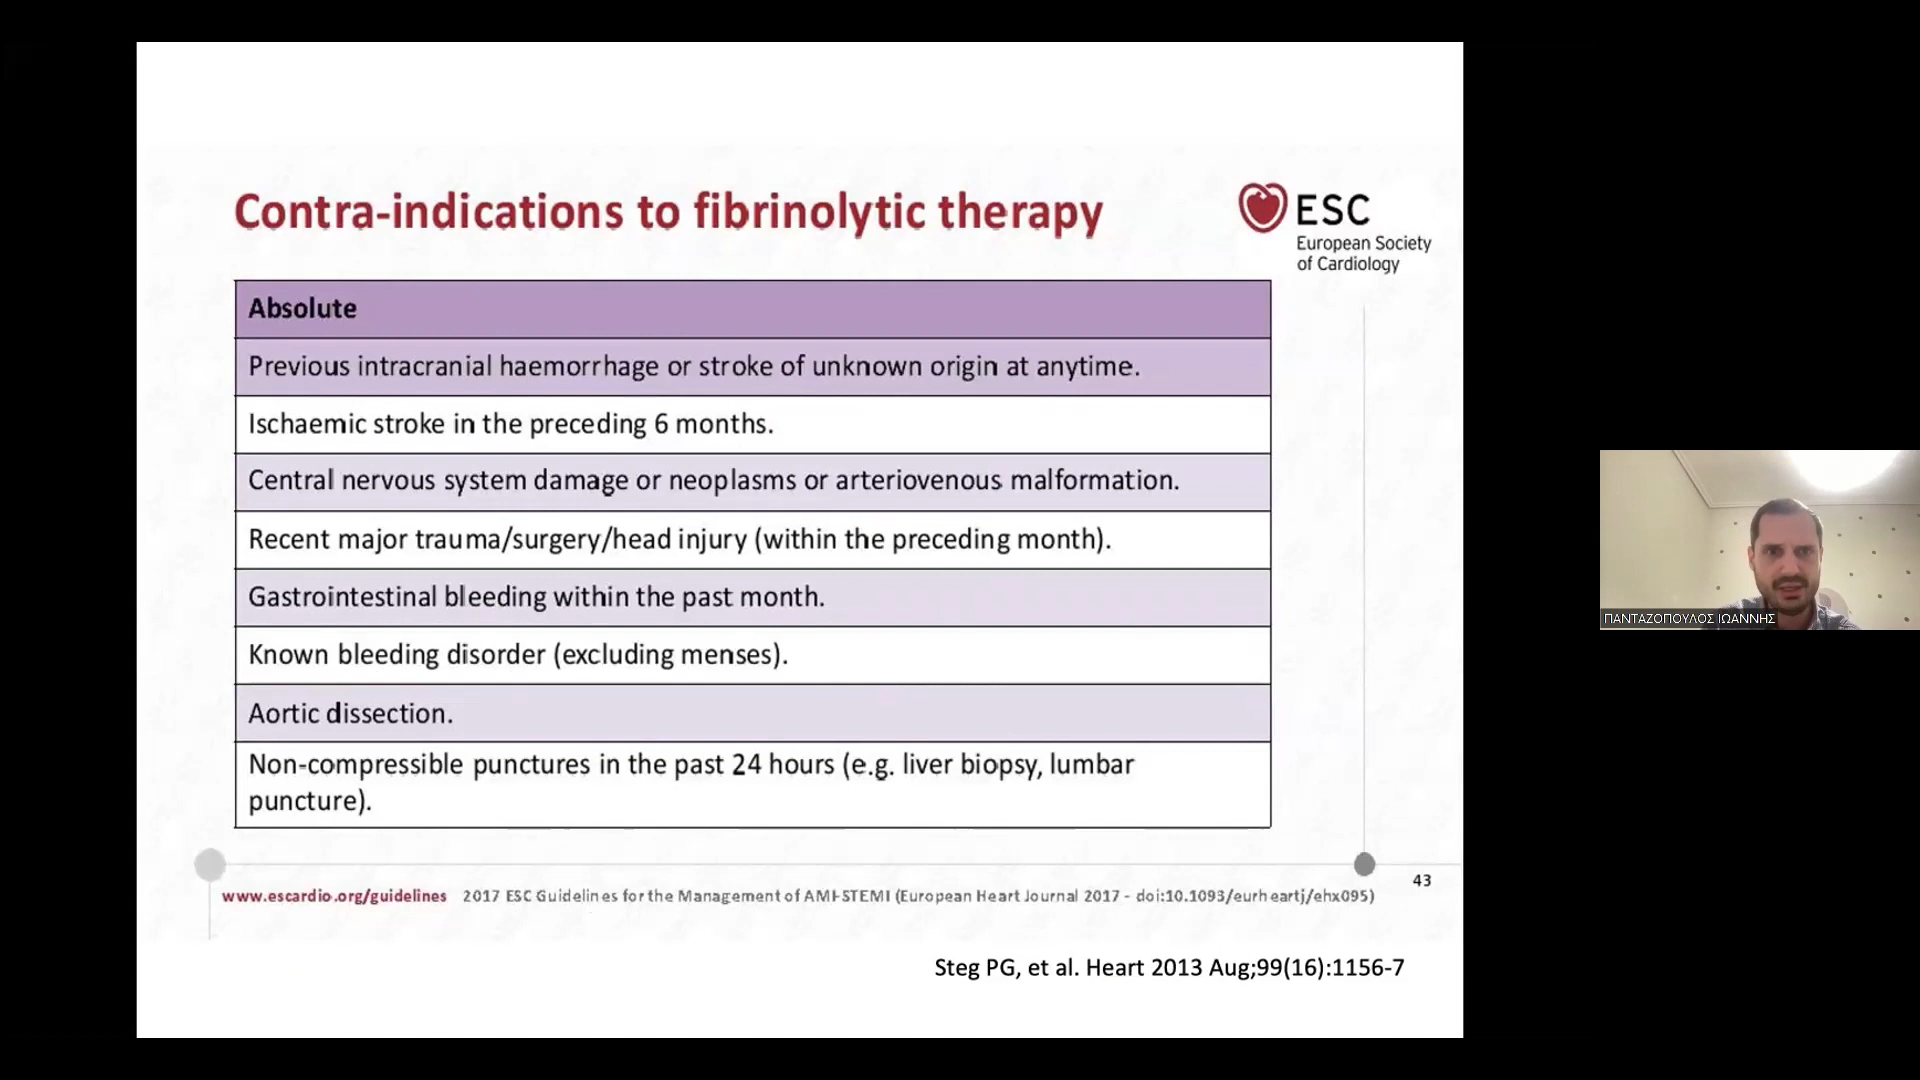 Contra-indications to fibrinolytic therapy
ESC
European Society
of Cardiology
Absolute
Previous intracranial haemorrhage or stroke of unknown origin at anytime.
Ischaemic stroke in the preceding 6 months.
Central nervous system damage or neoplasms or arteriovenous malformation.
Recent major trauma/surgery/head injury (within the preceding month).
Gastrointestinal bleeding within the past month.
Known bleeding disorder (excluding menses).
Aortic dissection.
Non-compressible punctures in the past 24 hours (e.g. liver biopsy, lumbar
puncture).
www.escardio.org/guidelines 2017 ESC Guidelines for the Management of AMI-STEMI (European Heart Journal 2017 - doi:10.1093/eurheartj/ehx095)
43
Steg PG, et al. Heart 2013 Aug;99(16):1156-7
ΠΑΝΤΑΖΟΠΟΥΛΟΣ ΙΩΑΝΝΗΣ